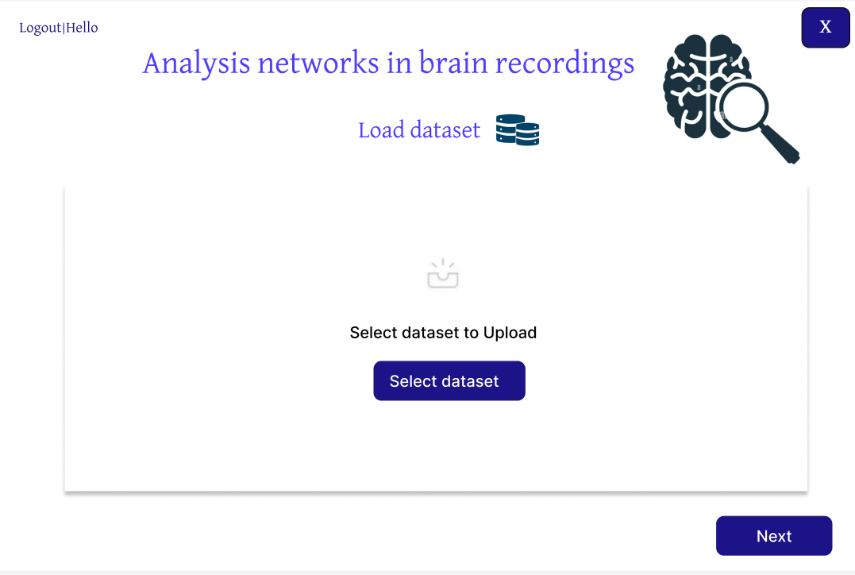 Logout|Hello
X
Analysis networks in brain recordings
Load dataset
Select dataset to Upload
Select dataset
Next